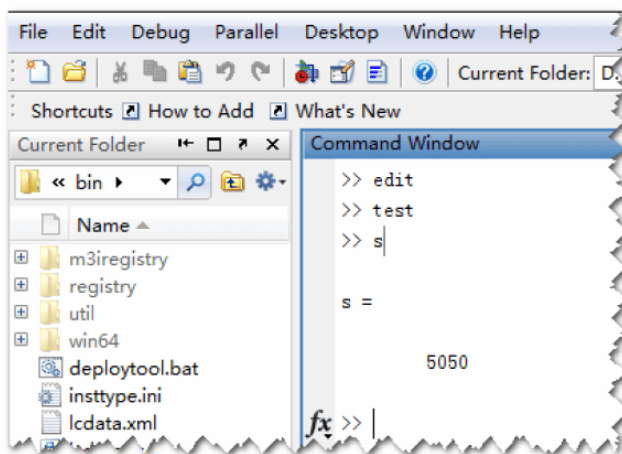 File Edit Debug Parallel Desktop Window Help
Current Folder: D.
Shortcuts How to Add What's New
Current Folder
« bin
Name
m3iregistry
registry
util
win64
deploytool.bat
insttype.ini
lcdata.xml
Command Window
>> edit
>> test
>> s
s =
5050
fx >>